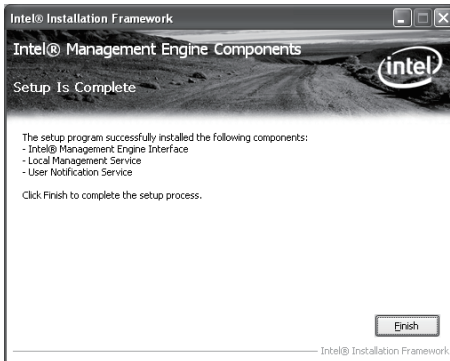 Intel® Installation Framework
Intel® Management Engine Components
intel
Setup Is Complete
The setup program successfully installed the following components:
- Intel® Management Engine Interface
- Local Management Service
- User Notification Service
Click Finish to complete the setup process.
Finish
Intel® Installation Framework